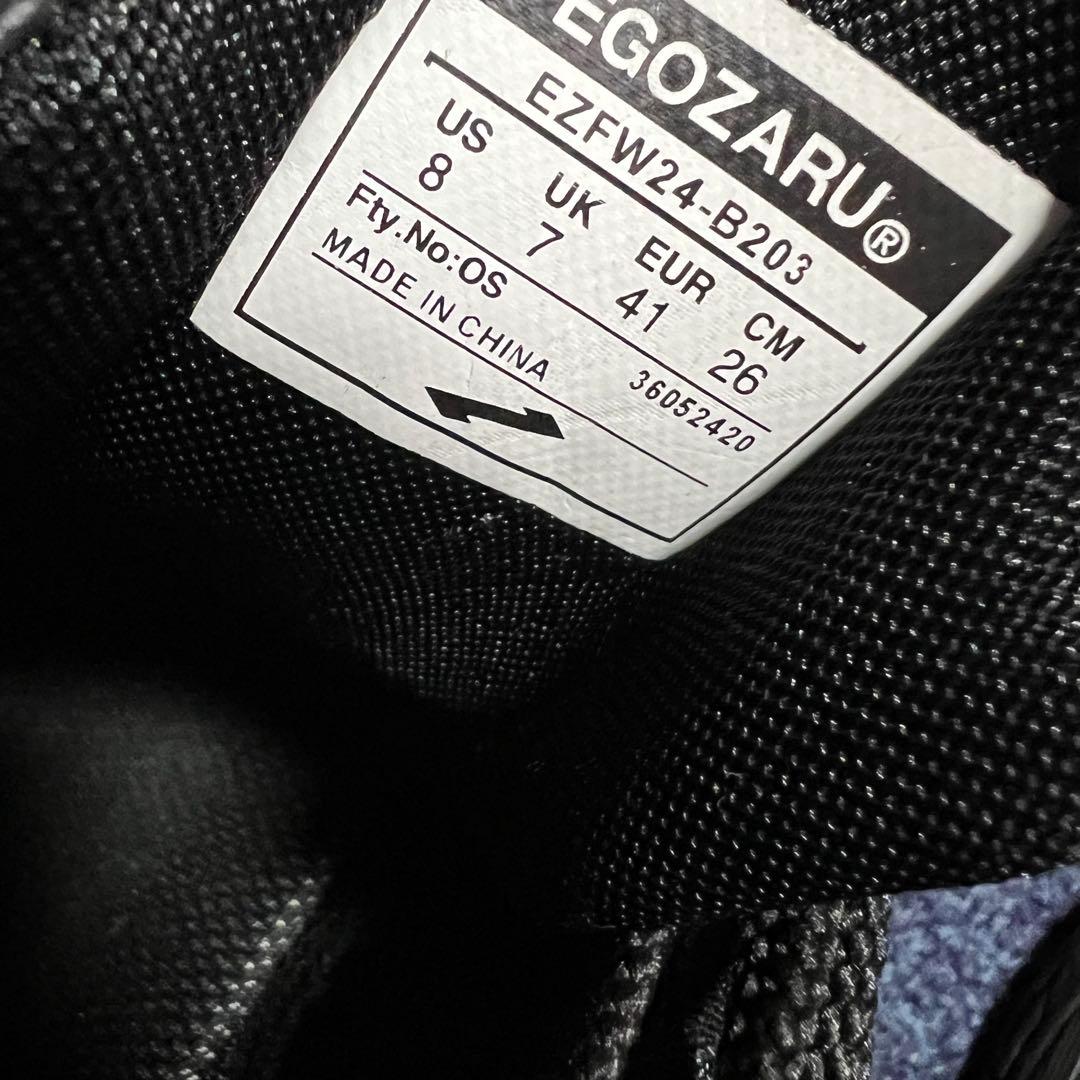 EGOZARU®
EZFW24-B203
US UK EUR CM
8 7 41 26
Fty.No:OS 36052420
MADE IN CHINA